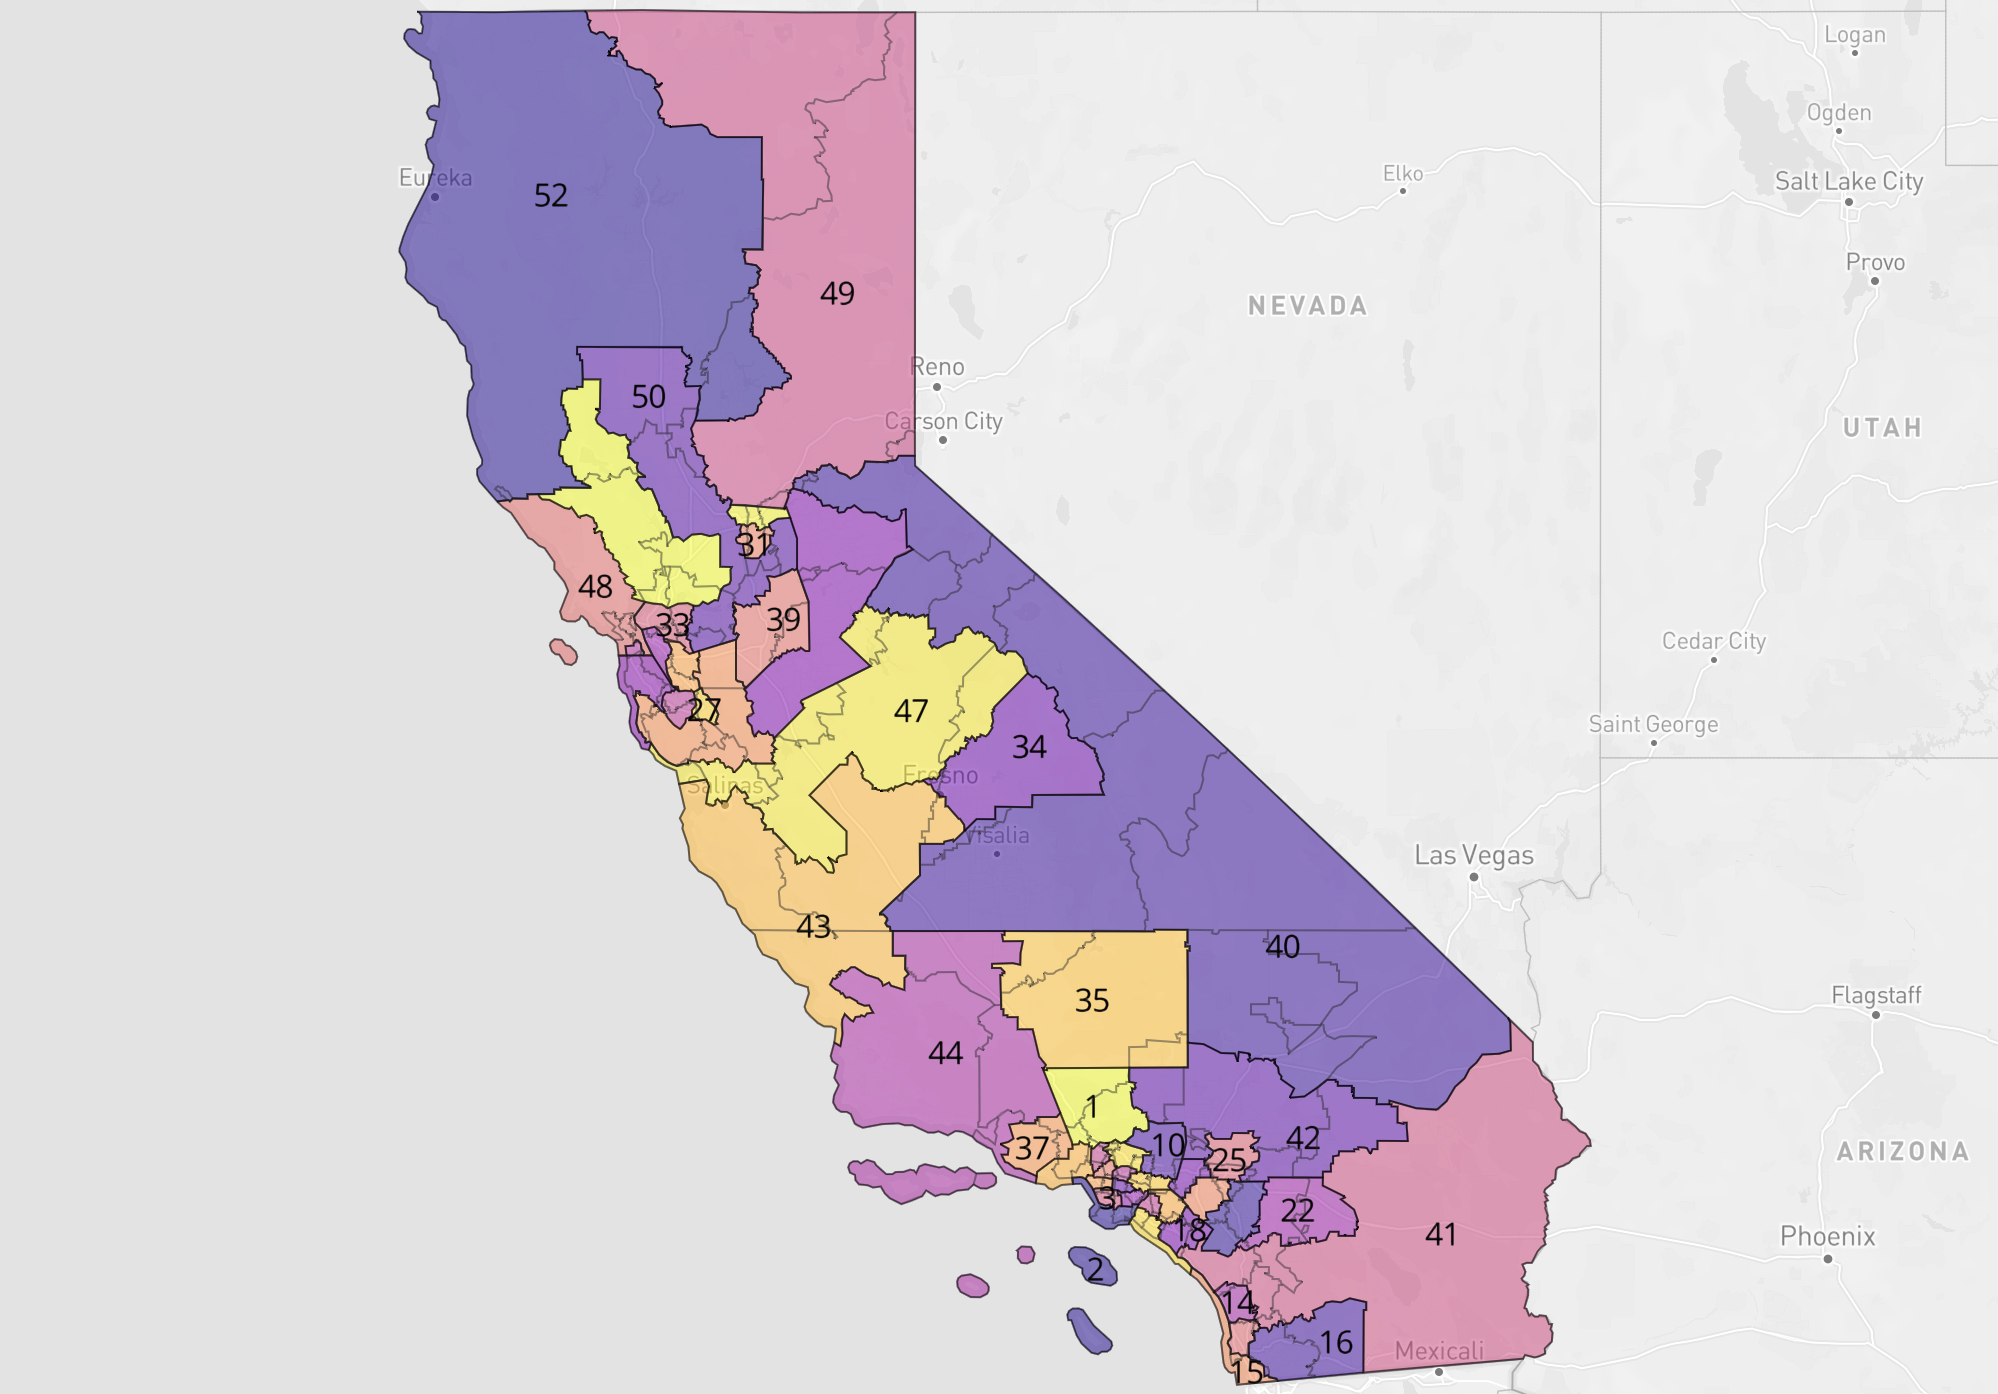 Logan
Ogden
Eureka
52
Elko
Salt Lake City
Provo
49
NEVADA
Reno
50
Carson City
UTAH
31
48
33
39
Cedar City
27
47
Saint George
34
Fresno
Salinas
Visalia
Las Vegas
43
40
35
Flagstaff
44
1
37
10
42
25
ARIZONA
3
22
18
41
Phoenix
2
14
16
Mexicali
15